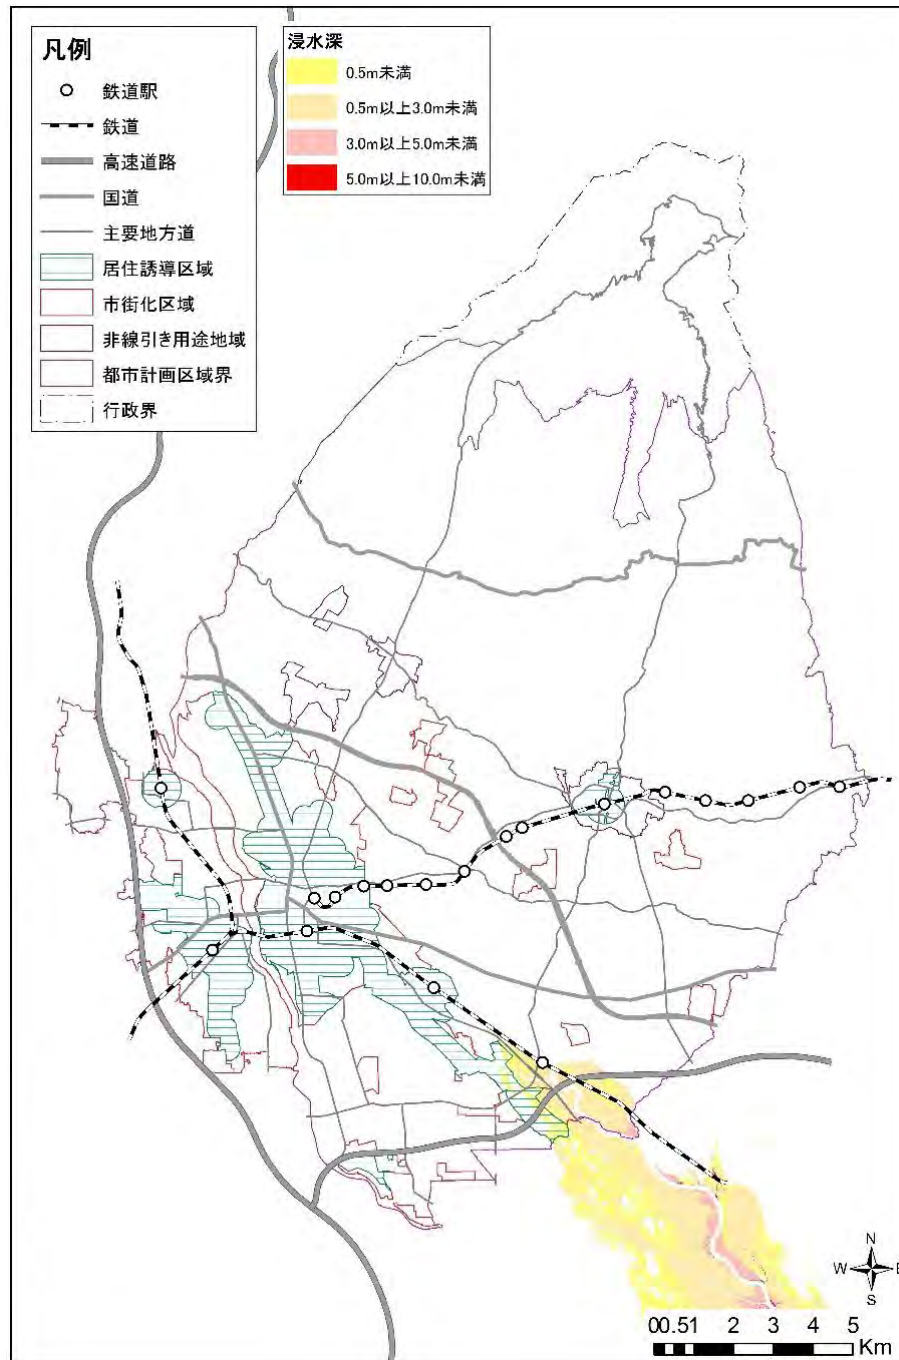 凡例
鉄道駅
鉄道
高速道路
国道
主要地方道
居住誘導区域
市街化区域
非線引き用途地域
都市計画区域界
行政界
浸水深
0.5m未満
0.5m以上3.0m未満
3.0m以上5.0m未満
5.0m以上10.0m未満
N
W E
S
00.51 2 3 4 5
Km